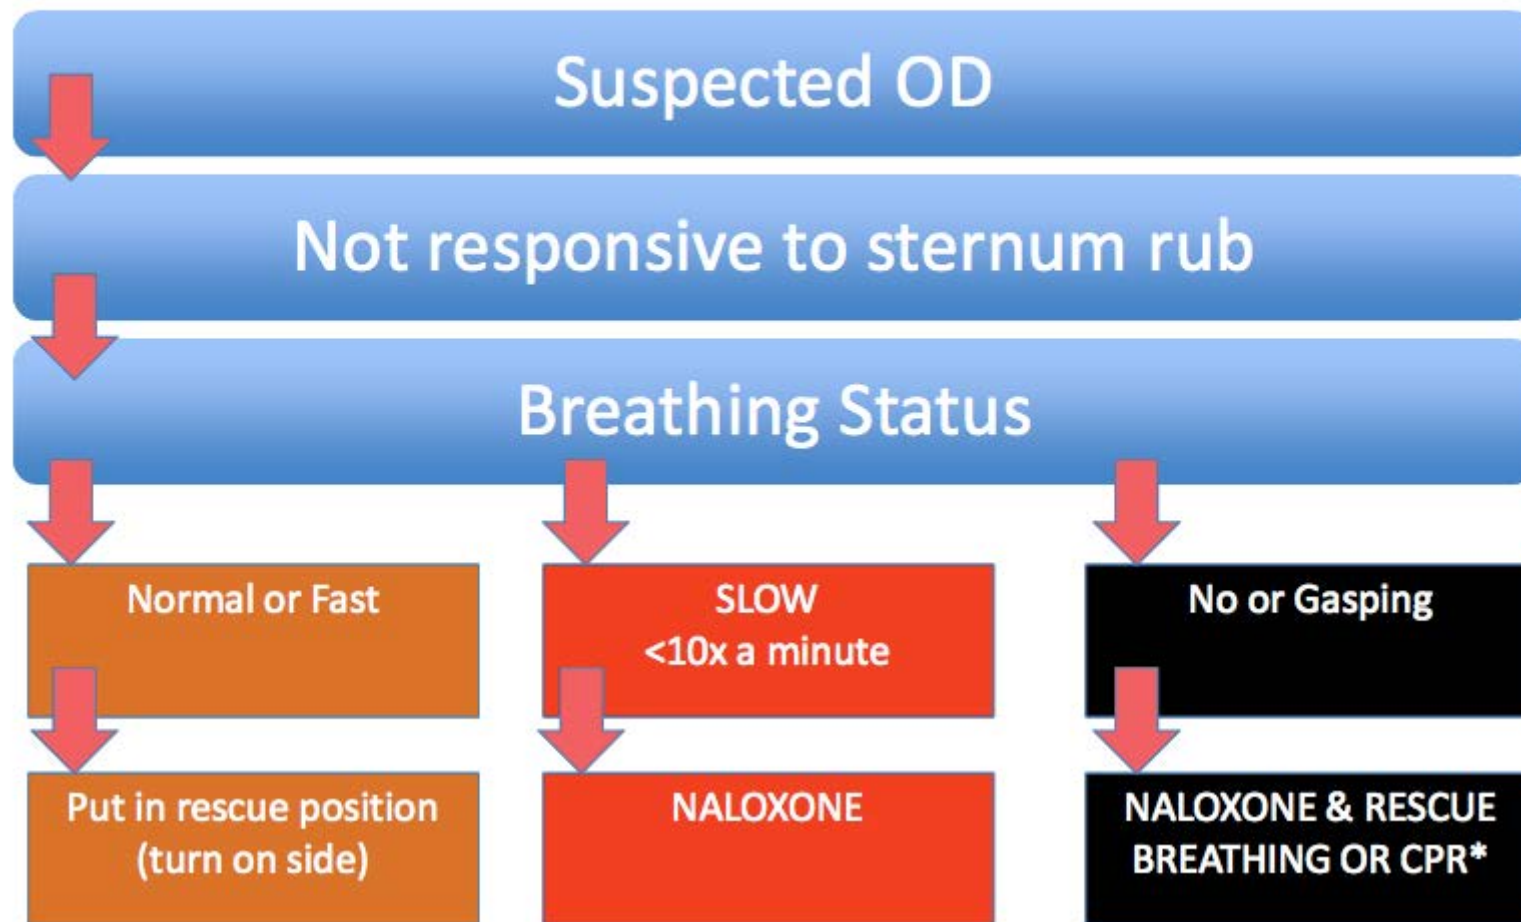 Suspected OD
Not responsive to sternum rub
Breathing Status
Normal or Fast
SLOW
<10x a minute
No or Gasping
Put in rescue position
(turn on side)
NALOXONE
NALOXONE & RESCUE
BREATHING OR CPR*